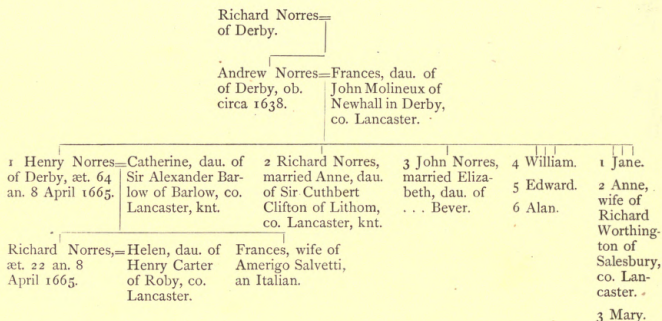 Richard Norres=
of Derby.
Andrew Norres=Frances, dau. of
of Derby, ob.
John Molineux of
circa 1638.
Newhall in Derby,
co. Lancaster.
1 Henry Norres=Catherine, dau. of
of Derby, æt. 64
Sir Alexander Bar-
an. 8 April 1665.
low of Barlow, co.
Lancaster, knt.
2 Richard Norres,
married Anne, dau.
of Sir Cuthbert
Clifton of Lithom,
co. Lancaster, knt.
3 John Norres,
married Eliza-
beth, dau. of
. . . Bever.
4 William.
5 Edward.
6 Alan.
1 Jane.
2 Anne,
wife of
Richard
Worthing-
ton of
Salesbury,
co. Lan-
caster.
3 Mary.
Richard Norres,=Helen, dau. of
æt. 22 an. 8
Henry Carter
April 1665.
of Roby, co.
Lancaster.
Frances, wife of
Amerigo Salvetti,
an Italian.